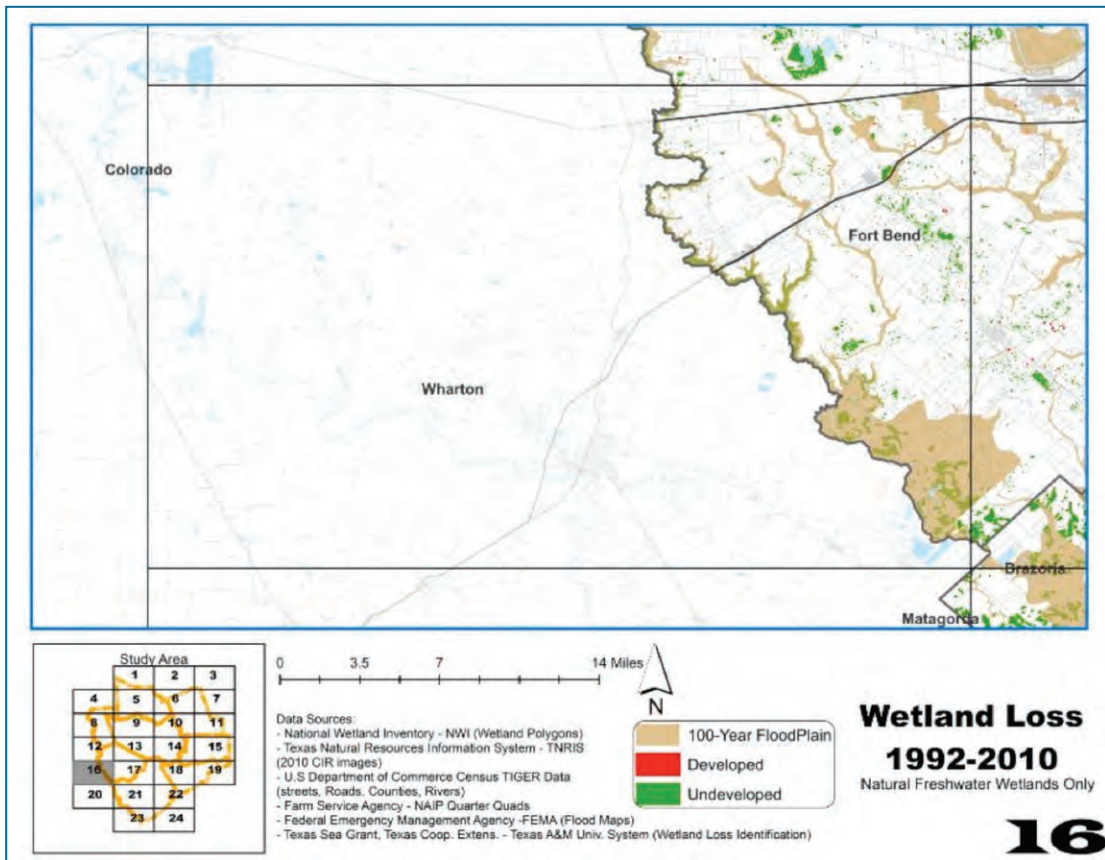 Colorado
Fort Bend
Wharton
Brazoria
Matagorda
Study Area
1 2 3
4 5 6 7
8 9 10 11
12 13 14 15
16 17 18 19
20 21 22
23 24
0 3.5 7 14 Miles
N
Data Sources:
- National Wetland Inventory - NWI (Wetland Polygons)
- Texas Natural Resources Information System - TNRIS
(2010 CIR images)
- U.S Department of Commerce Census TIGER Data
(streets, Roads, Counties, Rivers)
- Farm Service Agency - NAIP Quarter Quads
- Federal Emergency Management Agency -FEMA (Flood Maps)
- Texas Sea Grant, Texas Coop. Extens. - Texas A&M Univ. System (Wetland Loss Identification)
100-Year FloodPlain
Developed
Undeveloped
Wetland Loss
1992-2010
Natural Freshwater Wetlands Only
16